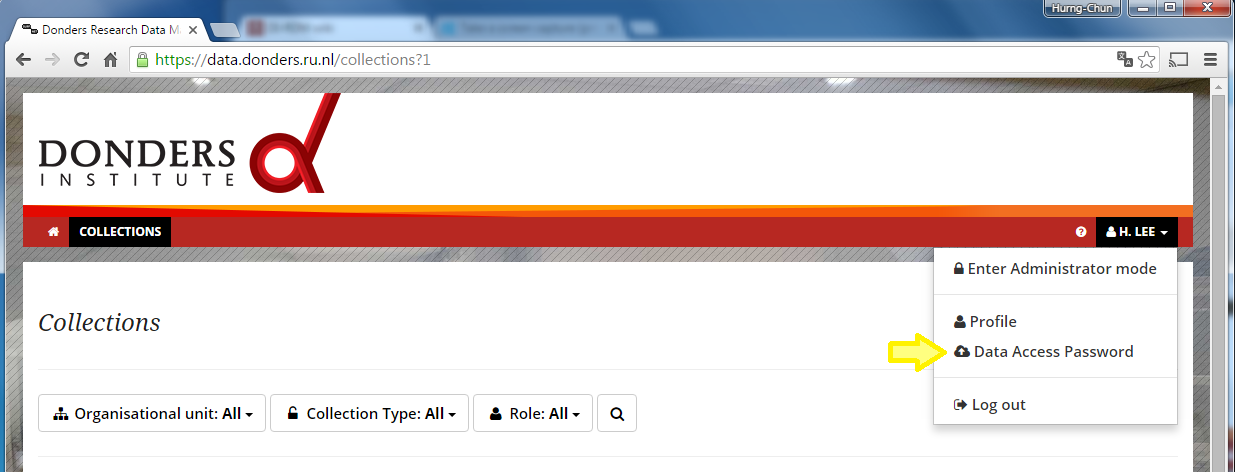 Hurng-Chun
Donders Research Data M
https://data.donders.ru.nl/collections?1
DONDERS
INSTITUTE
COLLECTIONS
H. LEE
Enter Administrator mode
Profile
Data Access Password
Log out
Collections
Organisational unit: All
Collection Type: All
Role: All